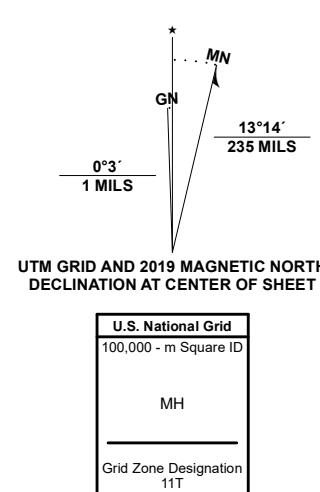 ★
MN
GN
13°14´
235 MILS
0°3´
1 MILS
UTM GRID AND 2019 MAGNETIC NORTH
DECLINATION AT CENTER OF SHEET
U.S. National Grid
100,000 - m Square ID
MH
Grid Zone Designation
11T